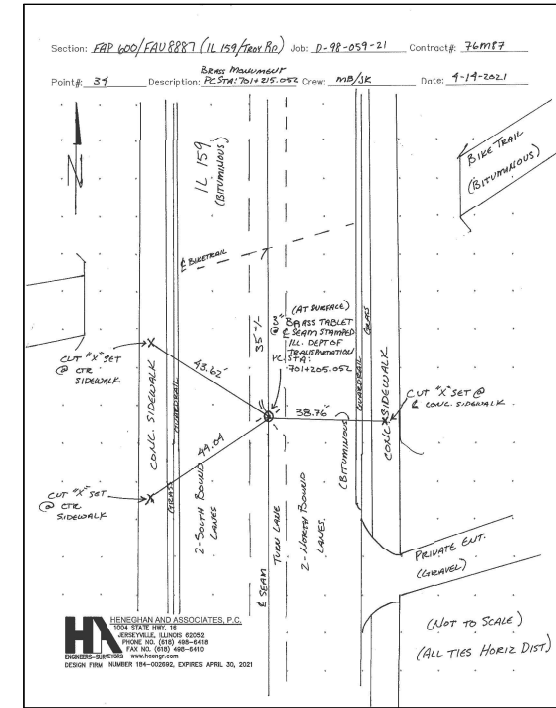 Section: FAP 600/FAU 8887 (IL 159/TROY RD) Job: D-98-059-21 Contract#: 76M87
Point#: 34 Description: BRASS MONUMENT PC STA: 701+215.052 Crew: MB/JK Date: 4-14-2021
N
IL 159
(BITUMINOUS)
BIKE TRAIL
(BITUMINOUS)
℄ BIKETRAIL
35'-/-
(AT SURFACE)
BRASS TABLET
@ SEAM STAMPED
ILL. DEPT OF
TRANSPORTATION
PC. STA:
701+205.052
GRASS
GUARDRAIL
CONC. SIDEWALK
CUT "X" SET
@ CTR
SIDEWALK
43.62'
CONC. SIDEWALK
GUARDRAIL
38.76'
CUT "X" SET @
℄ CONC. SIDEWALK
44.04
(BITUMINOUS)
CUT "X" SET
@ CTR
SIDEWALK
GRASS
2-SOUTH BOUND
LANES
℄ SEAM
TURN LANE
2-NORTH BOUND
LANES
PRIVATE ENT.
(GRAVEL)
(NOT TO SCALE)
(ALL TIES HORIZ DIST.)
HA
HENEGHAN AND ASSOCIATES, P.C.
1004 STATE HWY. 16
JERSEYVILLE, ILLINOIS 62052
PHONE NO. (618) 498-6418
FAX NO. (618) 498-6410
ENGINEERS-SURVEYORS www.haengr.com
DESIGN FIRM NUMBER 184-002692, EXPIRES APRIL 30, 2021